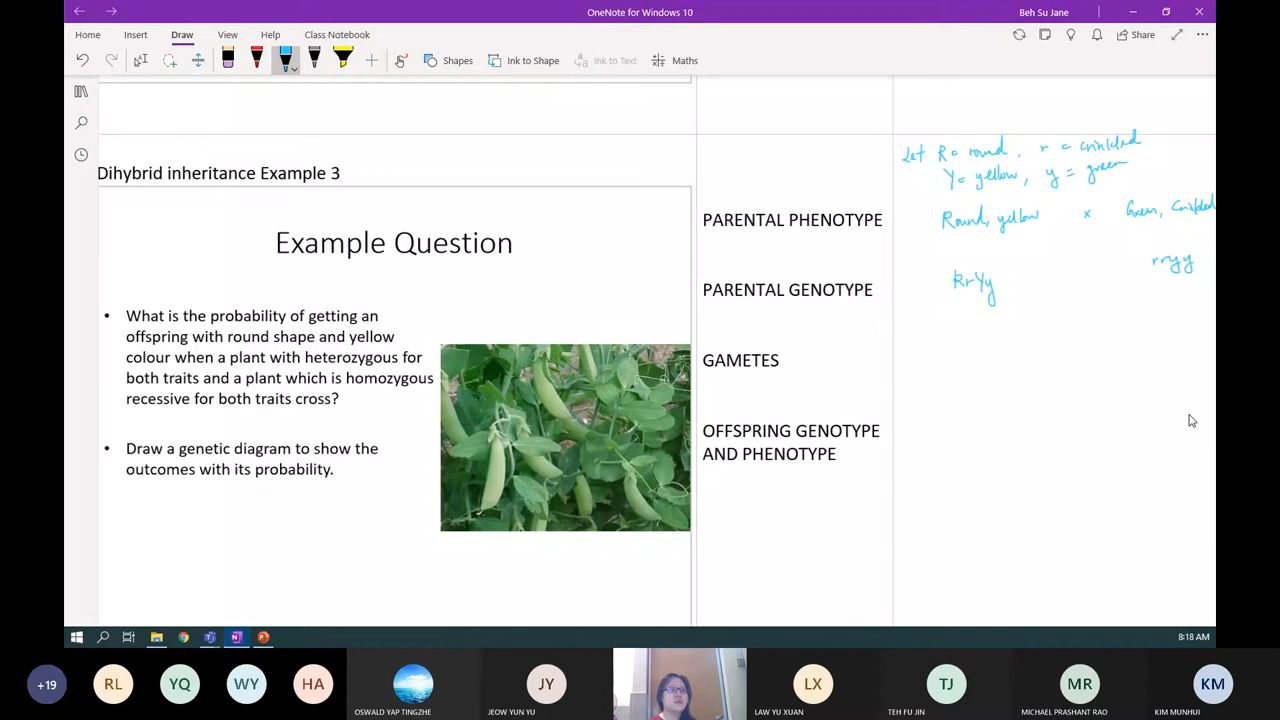 OneNote for Windows 10
Beh Su Jane
Home Insert Draw View Help Class Notebook
Share
Shapes Ink to Shape Ink to Text Maths
Dihybrid inheritance Example 3
Example Question
• What is the probability of getting an
offspring with round shape and yellow
colour when a plant with heterozygous for
both traits and a plant which is homozygous
recessive for both traits cross?
• Draw a genetic diagram to show the
outcomes with its probability.
PARENTAL PHENOTYPE
PARENTAL GENOTYPE
GAMETES
OFFSPRING GENOTYPE
AND PHENOTYPE
Let R = round, r = crinkled
Y = yellow, y = green
Round, yellow x Green, Crinkled
RrYy rryy
8:18 AM
+19 RL YQ WY HA JY LX TJ MR KM
OSWALD YAP TINGZHE JEOW YUN YU LAW YU XUAN TEH FU JIN MICHAEL PRASHANT RAO KIM MUNHUI